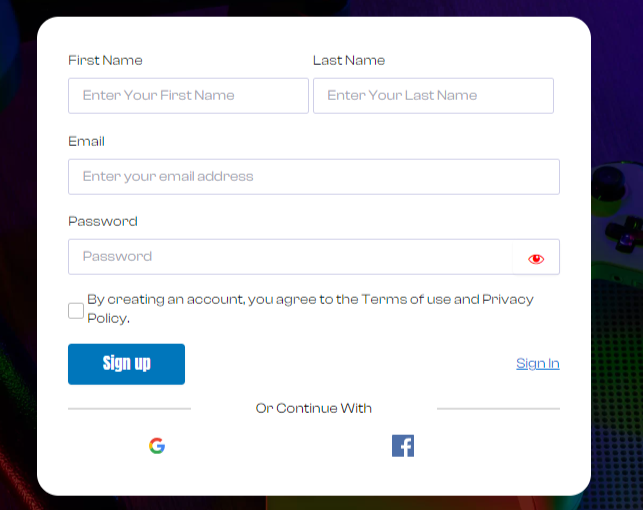 First Name
Last Name
Enter Your First Name
Enter Your Last Name
Email
Enter your email address
Password
Password
By creating an account, you agree to the Terms of use and Privacy
Policy.
Sign up
Sign In
Or Continue With